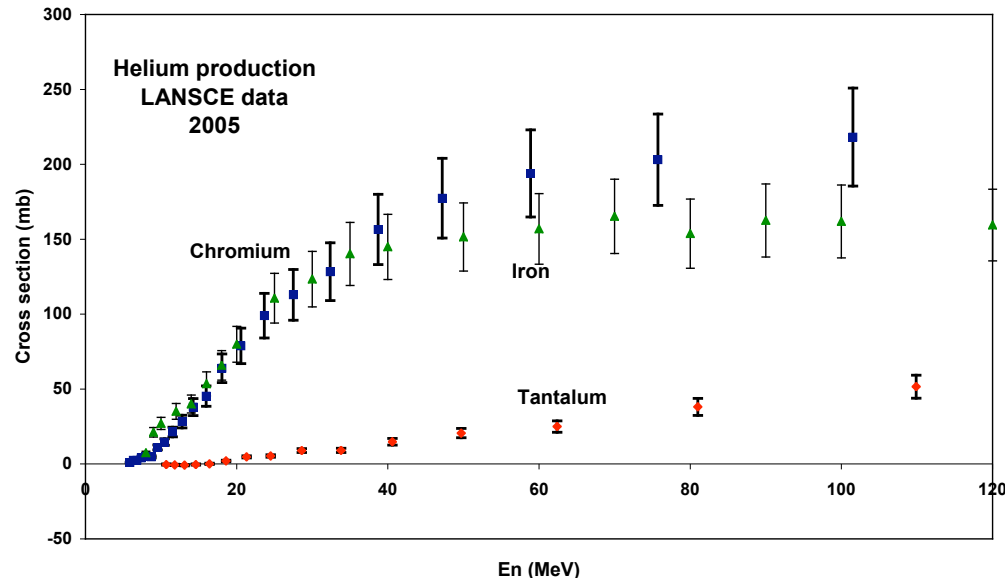 300
250
200
150
100
50
0
-50
Cross section (mb)
Helium production
LANSCE data
2005
Chromium
Iron
Tantalum
0 20 40 60 80 100 120
En (MeV)